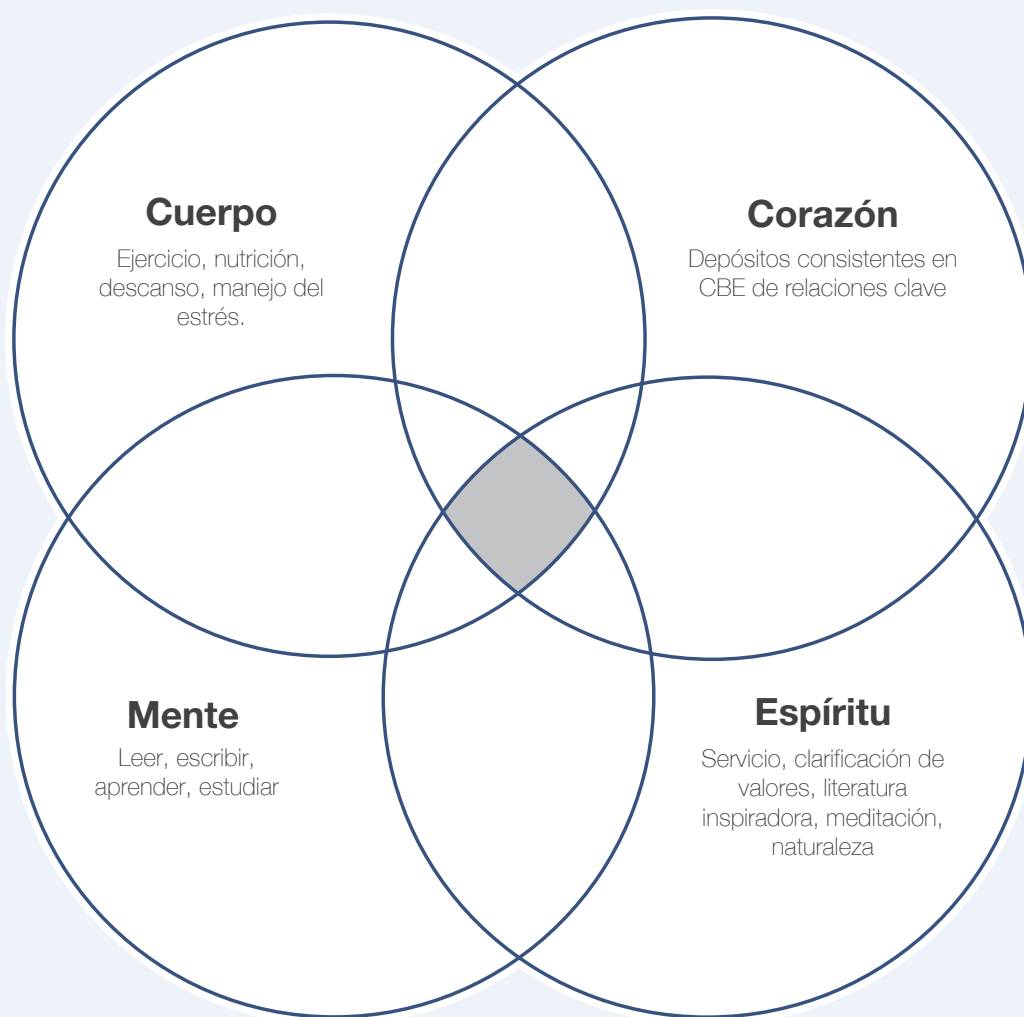 Cuerpo
Ejercicio, nutrición,
descanso, manejo del
estrés.
Corazón
Depósitos consistentes en
CBE de relaciones clave
Mente
Leer, escribir,
aprender, estudiar
Espíritu
Servicio, clarificación de
valores, literatura
inspiradora, meditación,
naturaleza